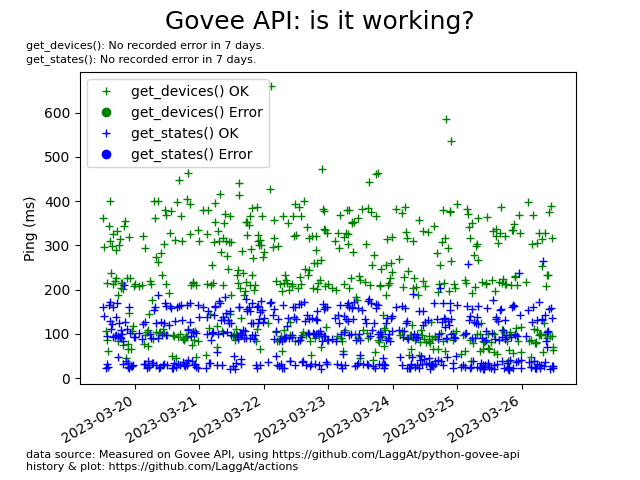 Govee API: is it working?
get_devices(): No recorded error in 7 days.
get_states(): No recorded error in 7 days.
get_devices() OK
get_devices() Error
get_states() OK
get_states() Error
Ping (ms)
600
500
400
300
200
100
0
2023-03-20
2023-03-21
2023-03-22
2023-03-23
2023-03-24
2023-03-25
2023-03-26
data source: Measured on Govee API, using https://github.com/LaggAt/python-govee-api
history & plot: https://github.com/LaggAt/actions